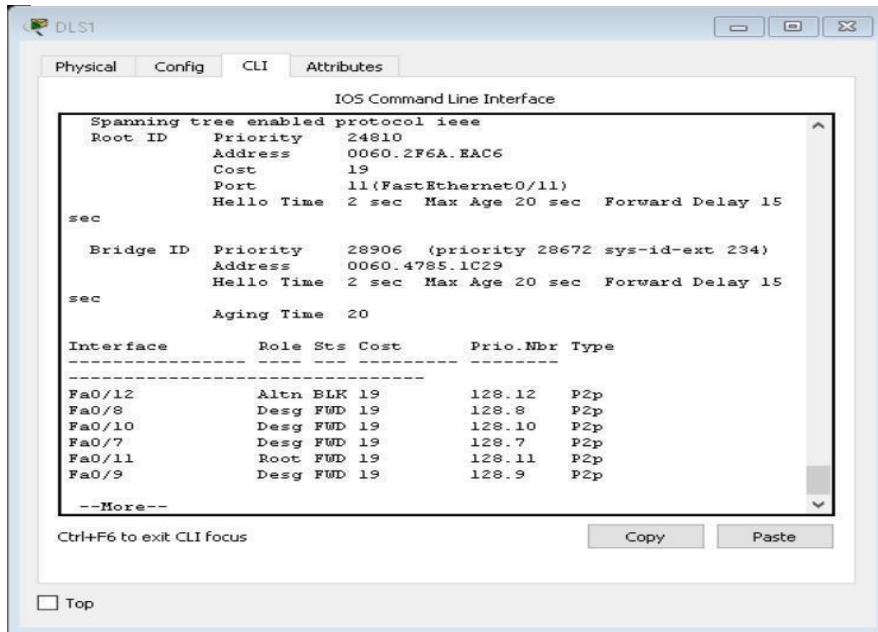 DLS1
Physical Config CLI Attributes
IOS Command Line Interface
Spanning tree enabled protocol ieee
Root ID Priority 24810
Address 0060.2F6A.EAC6
Cost 19
Port 11(FastEthernet0/11)
Hello Time 2 sec Max Age 20 sec Forward Delay 15
sec
Bridge ID Priority 28906 (priority 28672 sys-id-ext 234)
Address 0060.4785.1C29
Hello Time 2 sec Max Age 20 sec Forward Delay 15
sec
Aging Time 20
Interface Role Sts Cost Prio.Nbr Type
---------------- ---- --- --------- --------
--------------------------------
Fa0/12 Altn BLK 19 128.12 P2p
Fa0/8 Desg FWD 19 128.8 P2p
Fa0/10 Desg FWD 19 128.10 P2p
Fa0/7 Desg FWD 19 128.7 P2p
Fa0/11 Root FWD 19 128.11 P2p
Fa0/9 Desg FWD 19 128.9 P2p
--More--
Ctrl+F6 to exit CLI focus
Copy Paste
Top